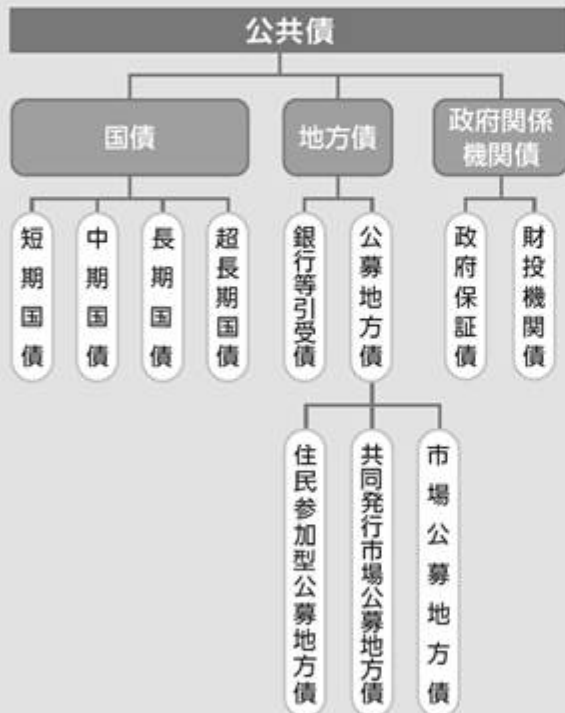 公共債
国債
地方債
政府関係
機関債
短期国債
中期国債
長期国債
超長期国債
銀行等引受債
公募地方債
政府保証債
財投機関債
住民参加型公募地方債
共同発行市場公募地方債
市場公募地方債